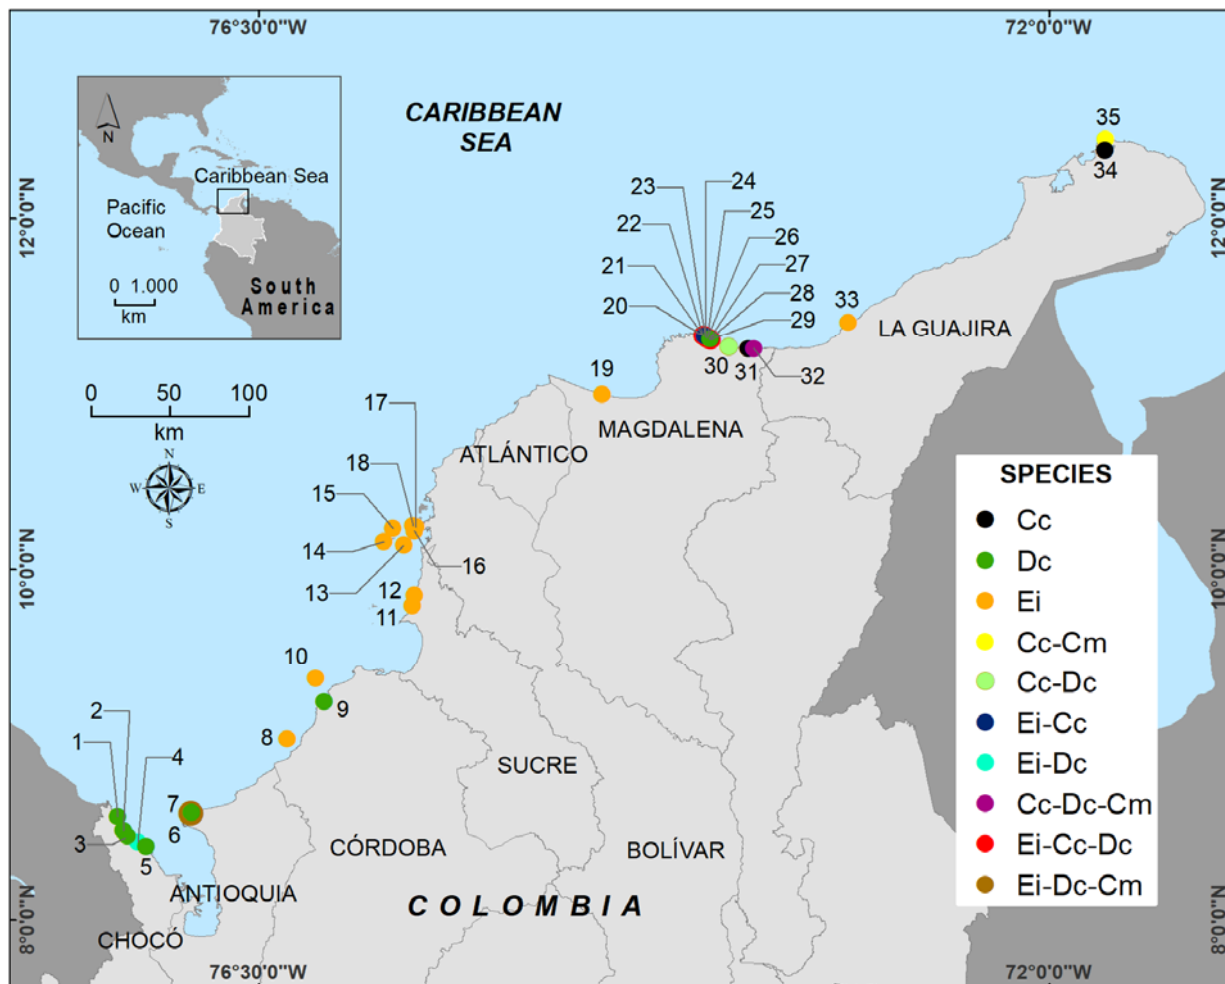 76°30'0"W
72°0'0"W
CARIBBEAN
SEA
N
Caribbean Sea
Pacific
Ocean
0 1.000
km
South
America
12°0'0"N
12°0'0"N
35
34
23
24
22
25
26
21
27
28
20
29
33
LA GUAJIRA
30
31
32
19
0 50 100
km
MAGDALENA
17
ATLÁNTICO
18
15
N
W E
S
14
16
13
12
11
10°0'0"N
10°0'0"N
SPECIES
Cc
Dc
Ei
Cc-Cm
Cc-Dc
Ei-Cc
Ei-Dc
Cc-Dc-Cm
Ei-Cc-Dc
Ei-Dc-Cm
10
9
8
2
1
4
7
6
3
5
SUCRE
CÓRDOBA
BOLÍVAR
ANTIOQUIA
COLOMBIA
CHOCÓ
8°0'0"N
8°0'0"N
76°30'0"W
72°0'0"W